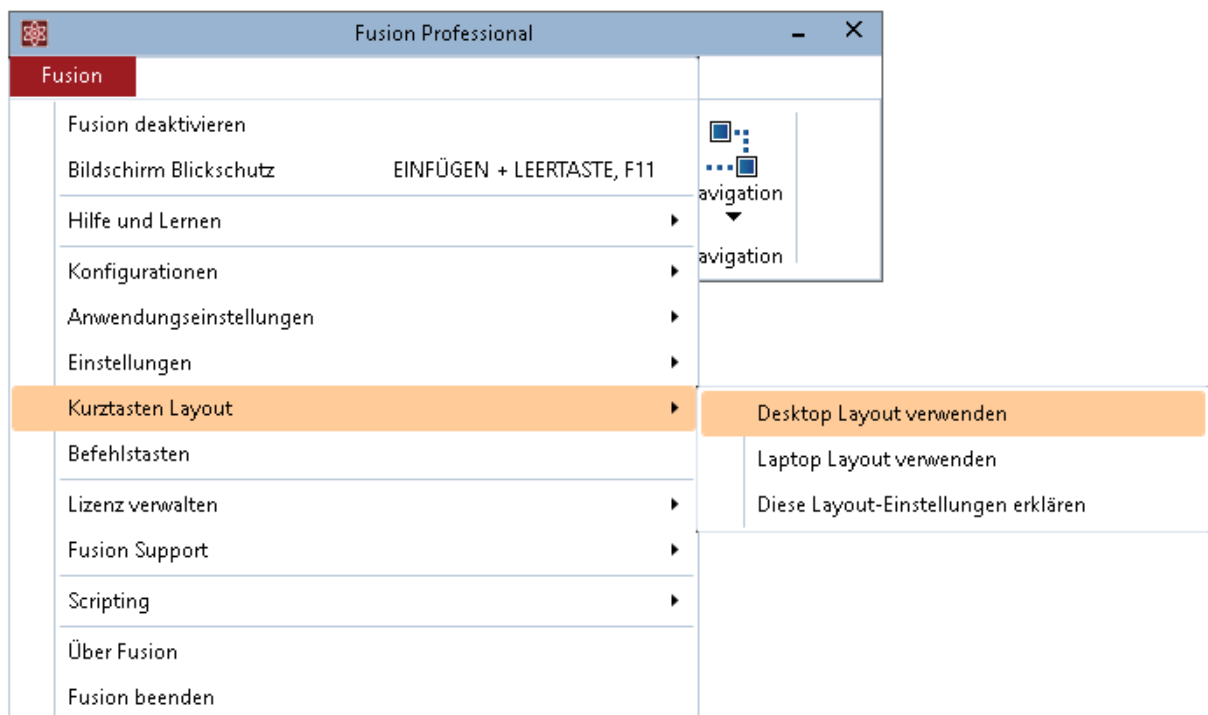 Fusion Professional
Fusion
Fusion deaktivieren
Bildschirm Blickschutz EINFÜGEN + LEERTASTE, F11
Hilfe und Lernen
Konfigurationen
Anwendungseinstellungen
Einstellungen
Kurztasten Layout
Befehlstasten
Lizenz verwalten
Fusion Support
Scripting
Über Fusion
Fusion beenden
avigation
avigation
Desktop Layout verwenden
Laptop Layout verwenden
Diese Layout-Einstellungen erklären